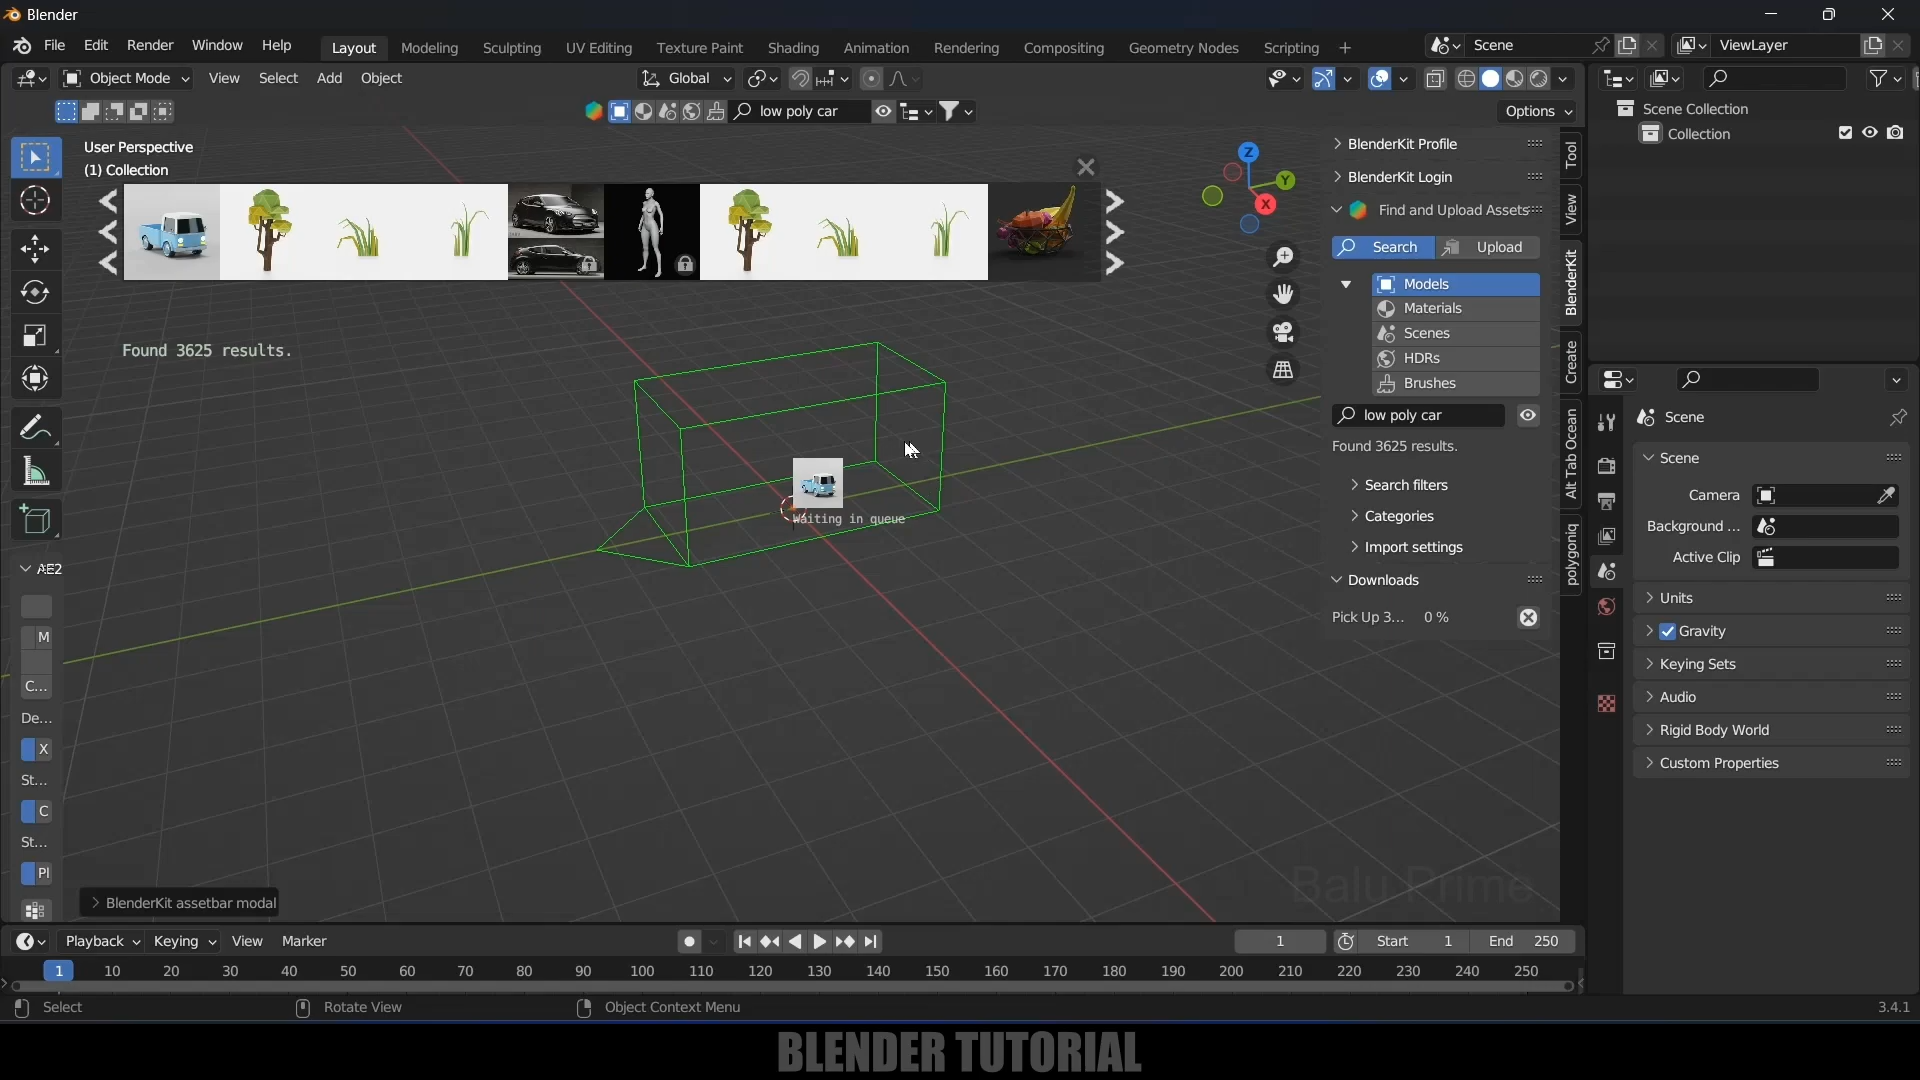 Blender
File Edit Render Window Help
Layout Modeling Sculpting UV Editing Texture Paint Shading Animation Rendering Compositing Geometry Nodes Scripting +
Scene
ViewLayer
Object Mode View Select Add Object
Global
low poly car
Options
User Perspective
(1) Collection
Found 3625 results.
Waiting in queue
X
Y
Z
BlenderKit Profile
BlenderKit Login
Find and Upload Assets
Search Upload
Models
Materials
Scenes
HDRs
Brushes
low poly car
Found 3625 results.
Search filters
Categories
Import settings
Downloads
Pick Up 3... 0 %
Tool
View
BlenderKit
Create
Alt Tab Ocean
polygoniq
Scene Collection
Collection
Scene
Scene
Camera
Background ...
Active Clip
Units
Gravity
Keying Sets
Audio
Rigid Body World
Custom Properties
AE2
M
C...
De...
X
St...
C
St...
Pl
BlenderKit assetbar modal
Balu Prime
Playback Keying View Marker
1 Start 1 End 250
1 10 20 30 40 50 60 70 80 90 100 110 120 130 140 150 160 170 180 190 200 210 220 230 240 250
Select Rotate View Object Context Menu
3.4.1
BLENDER TUTORIAL